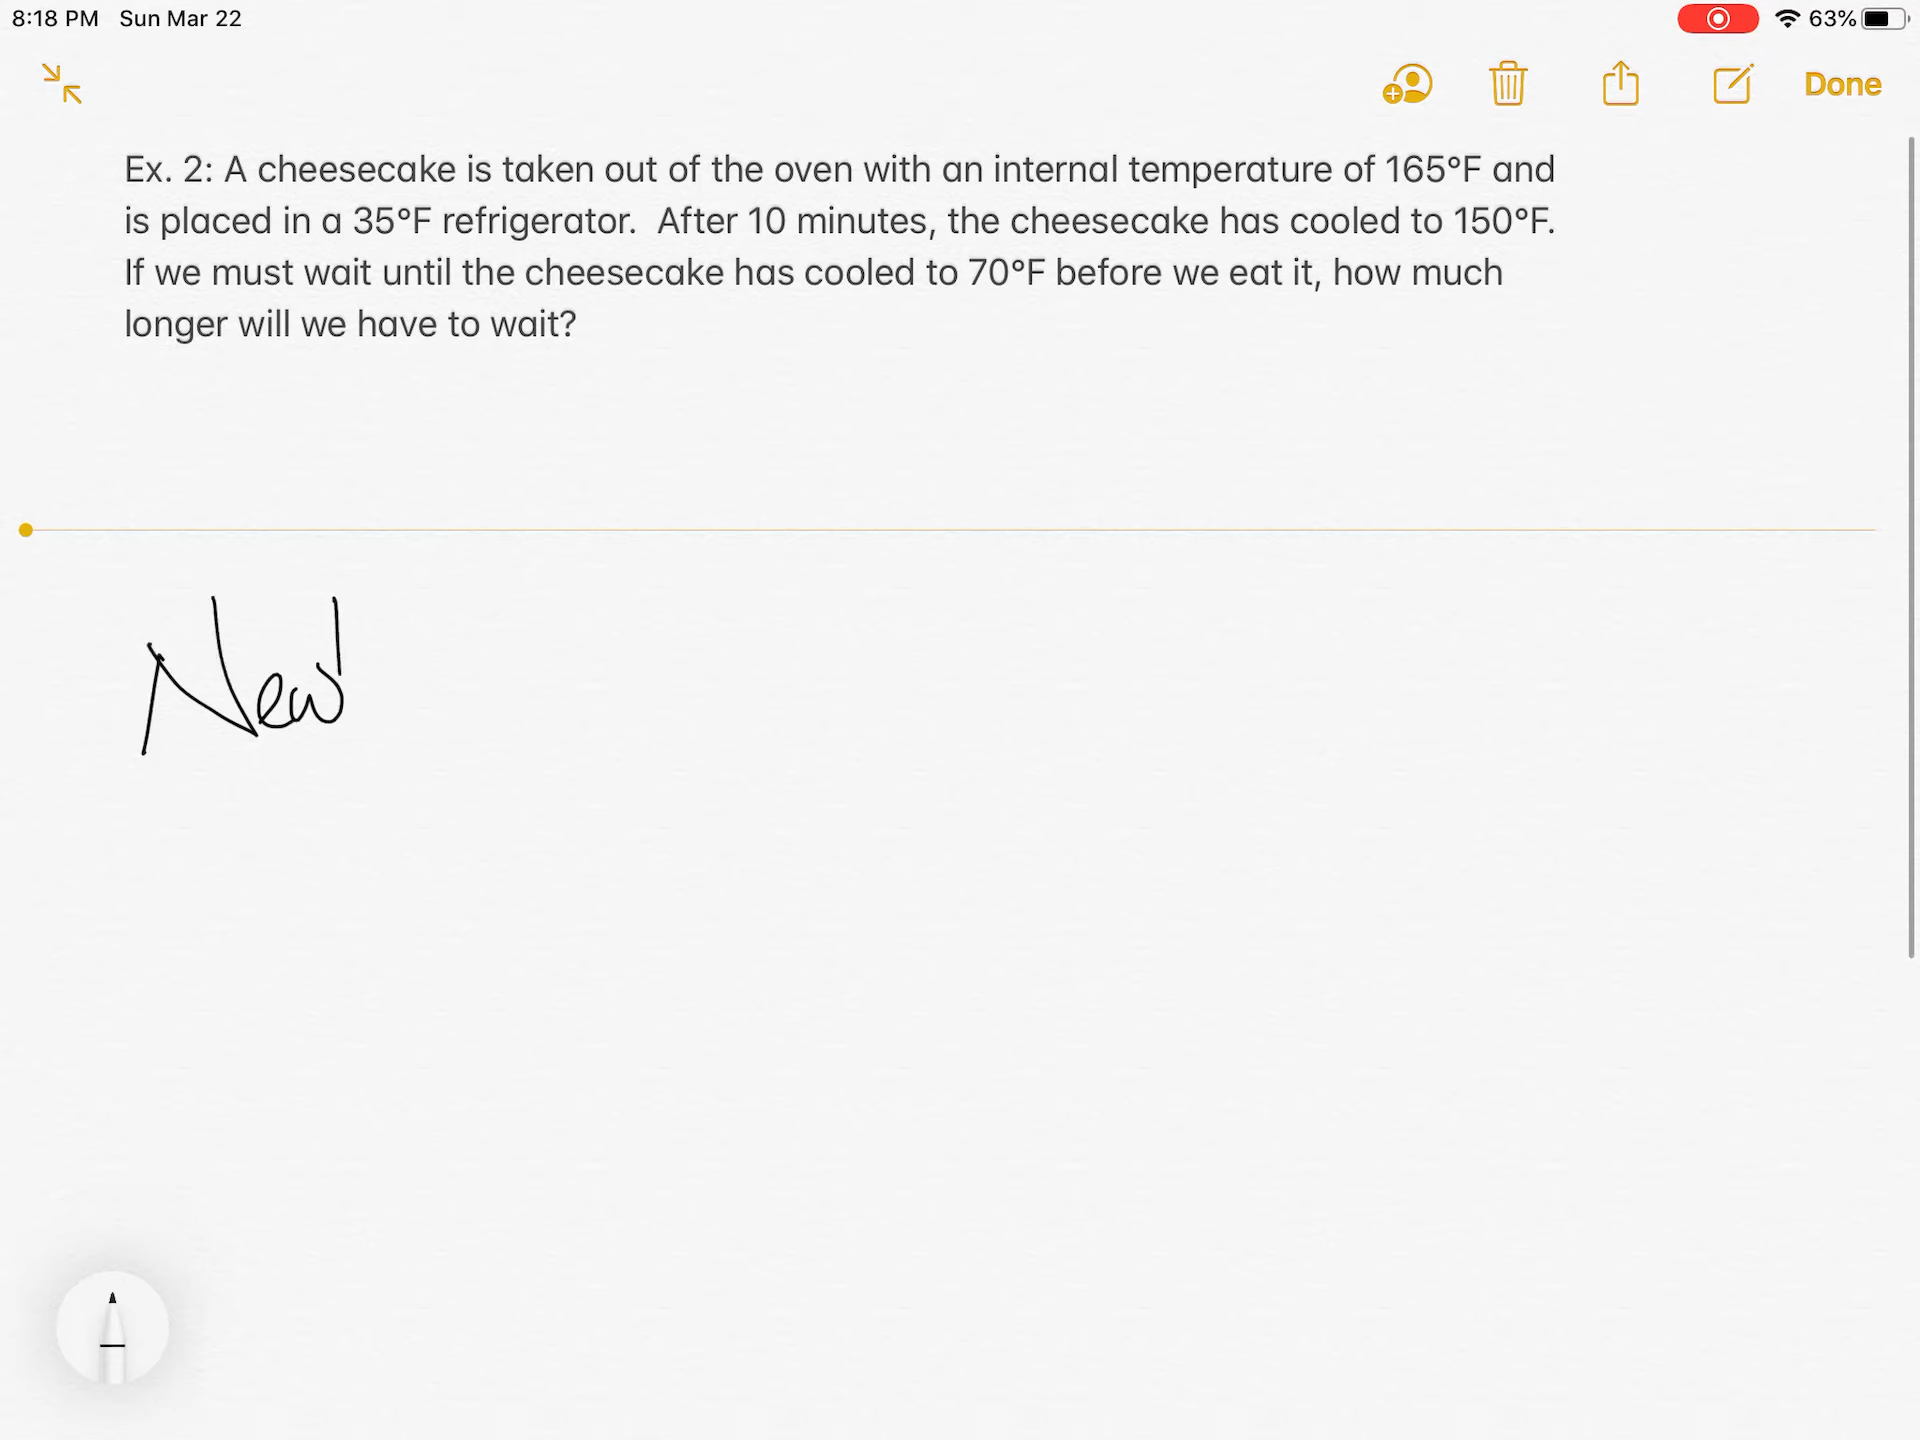 8:18 PM Sun Mar 22 63%
Done
Ex. 2: A cheesecake is taken out of the oven with an internal temperature of 165°F and
is placed in a 35°F refrigerator.  After 10 minutes, the cheesecake has cooled to 150°F.
If we must wait until the cheesecake has cooled to 70°F before we eat it, how much
longer will we have to wait?
New